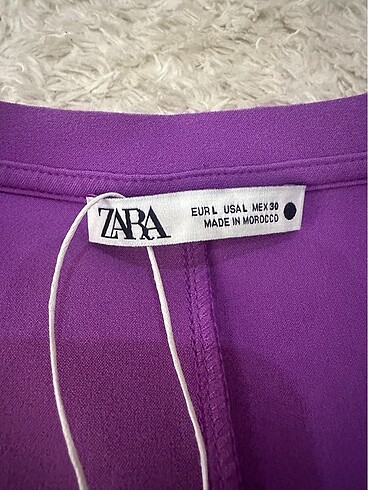 ZARA
EUR L USA L MEX 30
MADE IN MOROCCO